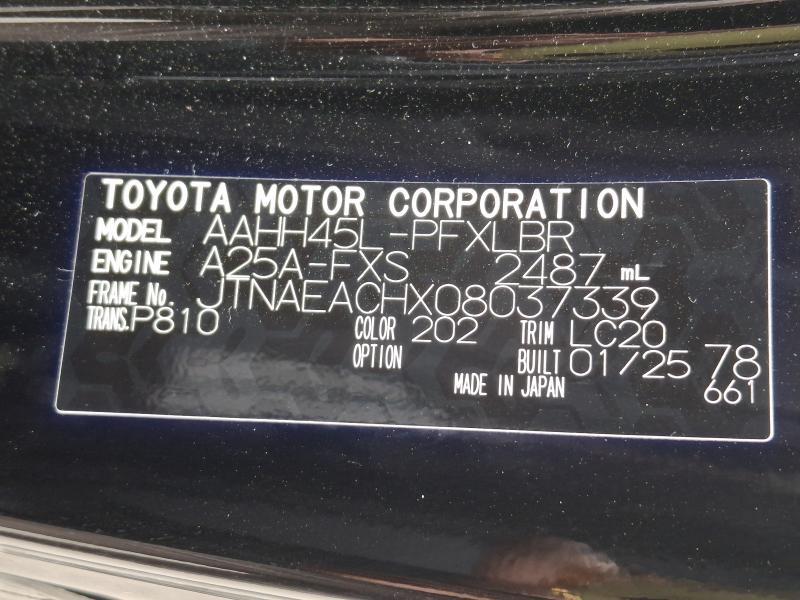 TOYOTA MOTOR CORPORATION
MODEL AAHH45L-PFXLBR
ENGINE A25A-FXS 2487 mL
FRAME No. JTNAEACHX08037339
TRANS. P810 COLOR 202 TRIM LC20
OPTION BUILT 01/25 78
MADE IN JAPAN 661